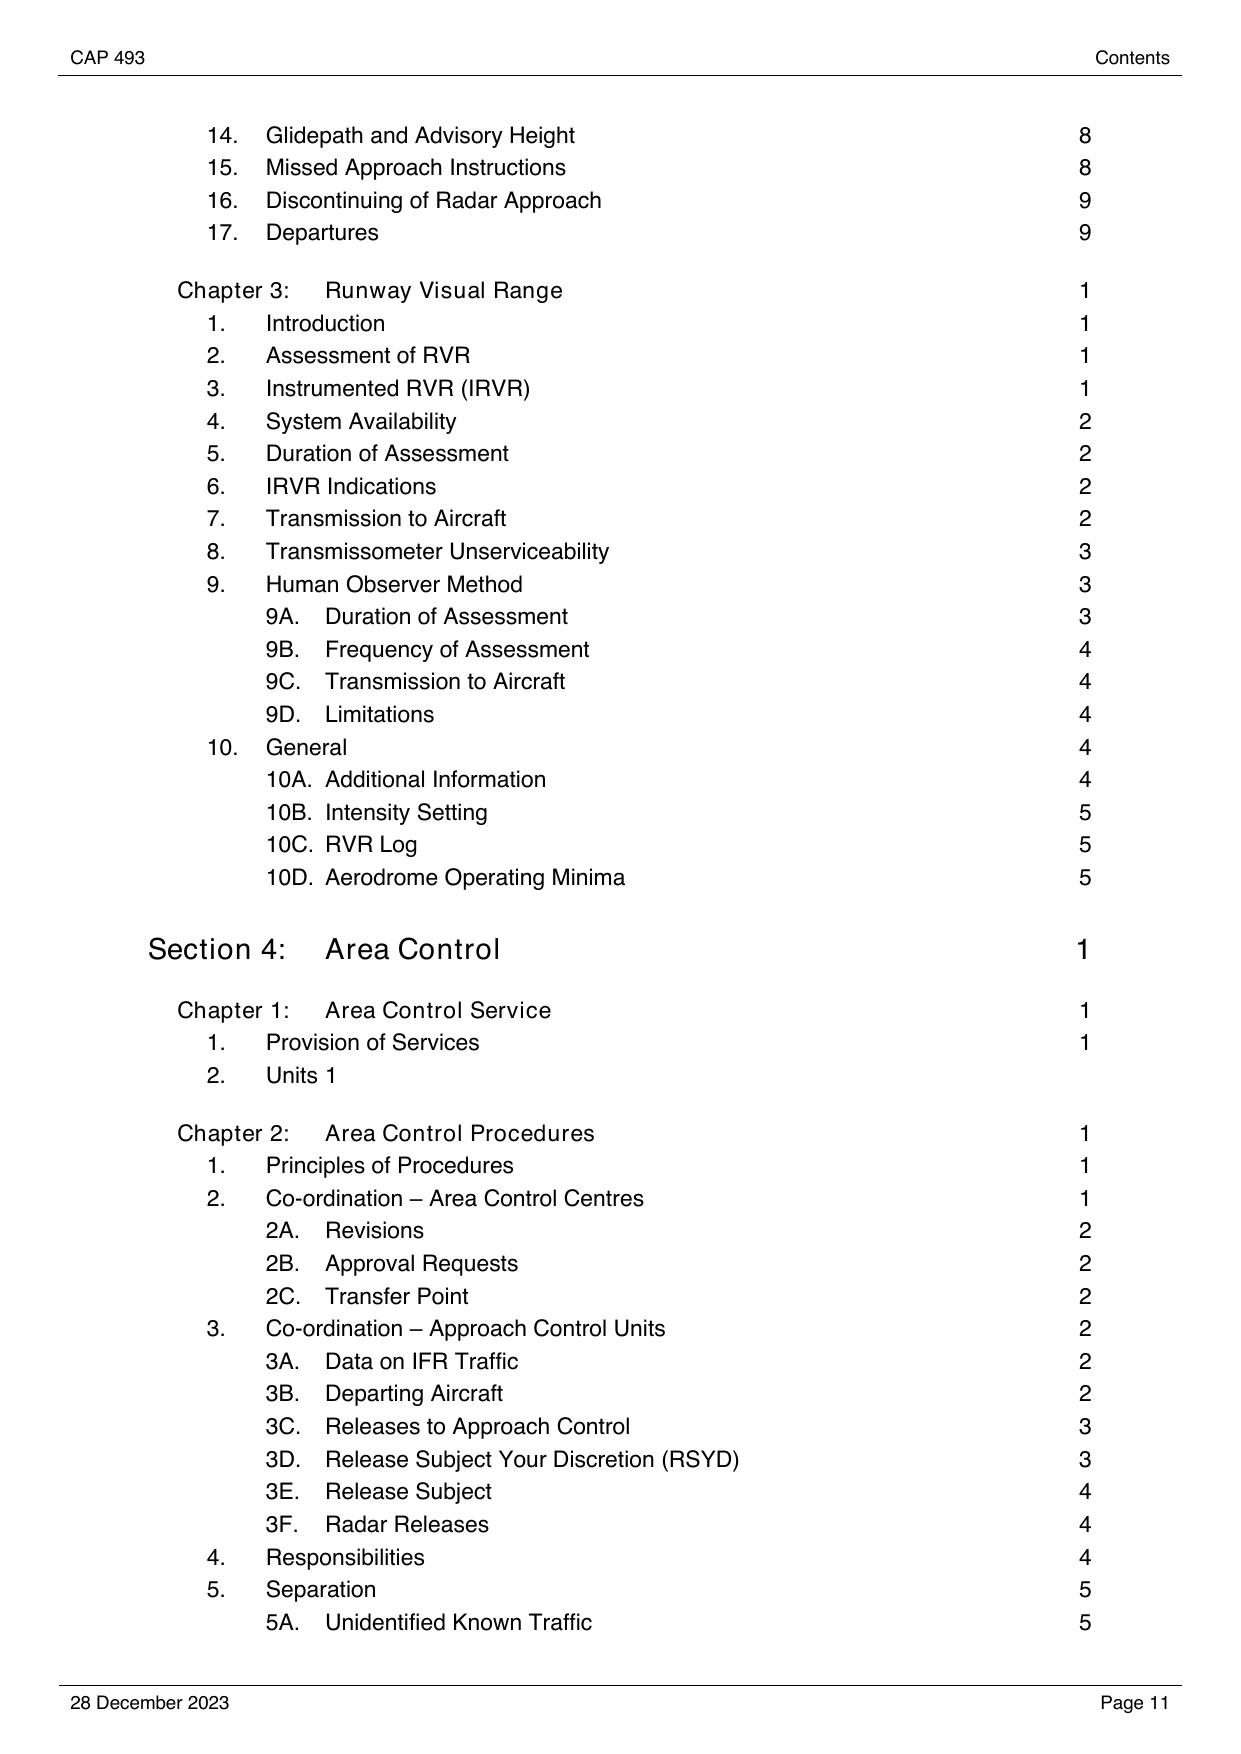 CAP 493 Contents
14. Glidepath and Advisory Height 8
15. Missed Approach Instructions 8
16. Discontinuing of Radar Approach 9
17. Departures 9
Chapter 3: Runway Visual Range 1
1. Introduction 1
2. Assessment of RVR 1
3. Instrumented RVR (IRVR) 1
4. System Availability 2
5. Duration of Assessment 2
6. IRVR Indications 2
7. Transmission to Aircraft 2
8. Transmissometer Unserviceability 3
9. Human Observer Method 3
9A. Duration of Assessment 3
9B. Frequency of Assessment 4
9C. Transmission to Aircraft 4
9D. Limitations 4
10. General 4
10A. Additional Information 4
10B. Intensity Setting 5
10C. RVR Log 5
10D. Aerodrome Operating Minima 5
Section 4: Area Control 1
Chapter 1: Area Control Service 1
1. Provision of Services 1
2. Units 1
Chapter 2: Area Control Procedures 1
1. Principles of Procedures 1
2. Co-ordination – Area Control Centres 1
2A. Revisions 2
2B. Approval Requests 2
2C. Transfer Point 2
3. Co-ordination – Approach Control Units 2
3A. Data on IFR Traffic 2
3B. Departing Aircraft 2
3C. Releases to Approach Control 3
3D. Release Subject Your Discretion (RSYD) 3
3E. Release Subject 4
3F. Radar Releases 4
4. Responsibilities 4
5. Separation 5
5A. Unidentified Known Traffic 5
28 December 2023 Page 11